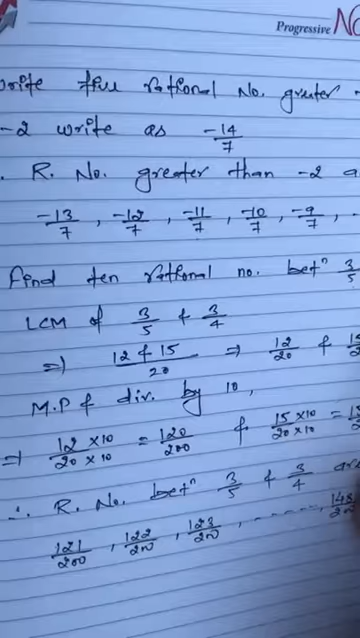 Progressive No
write five rational No. greater
-2 write as -14/7
. R. No. greater than -2 a
-13/7 , -12/7 , -11/7 , -10/7 , -9/7 ,
Find ten rational no. betⁿ 3/5
LCM of 3/5 & 3/4
⇒ 12 & 15/20 ⇒ 12/20 &
M.P & div. by 10,
⇒ 12×10/20×10 = 120/200 & 15×10/20×10 =
∴ R. No. betⁿ 3/5 & 3/4 are
121/200 , 122/200 , 123/200 , -----,